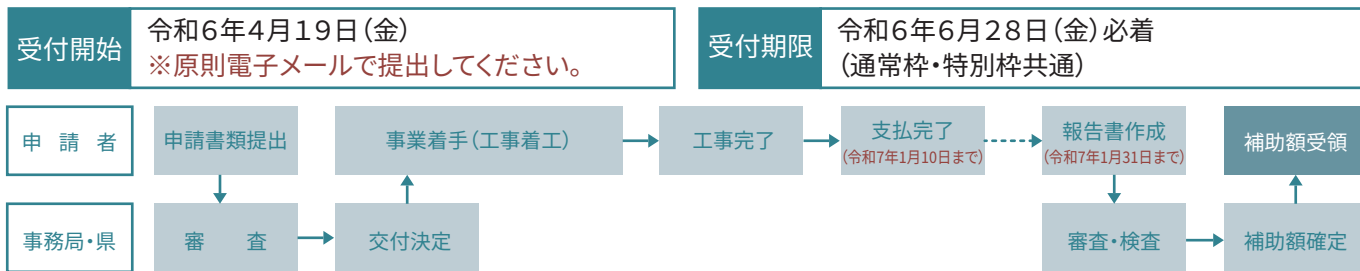 受付開始
令和6年4月19日(金)
※原則電子メールで提出してください。
受付期限
令和6年6月28日(金)必着
(通常枠・特別枠共通)
申請者
申請書類提出
事業着手(工事着工)
工事完了
支払完了
(令和7年1月10日まで)
報告書作成
(令和7年1月31日まで)
補助額受領
事務局・県
審査
交付決定
審査・検査
補助額確定